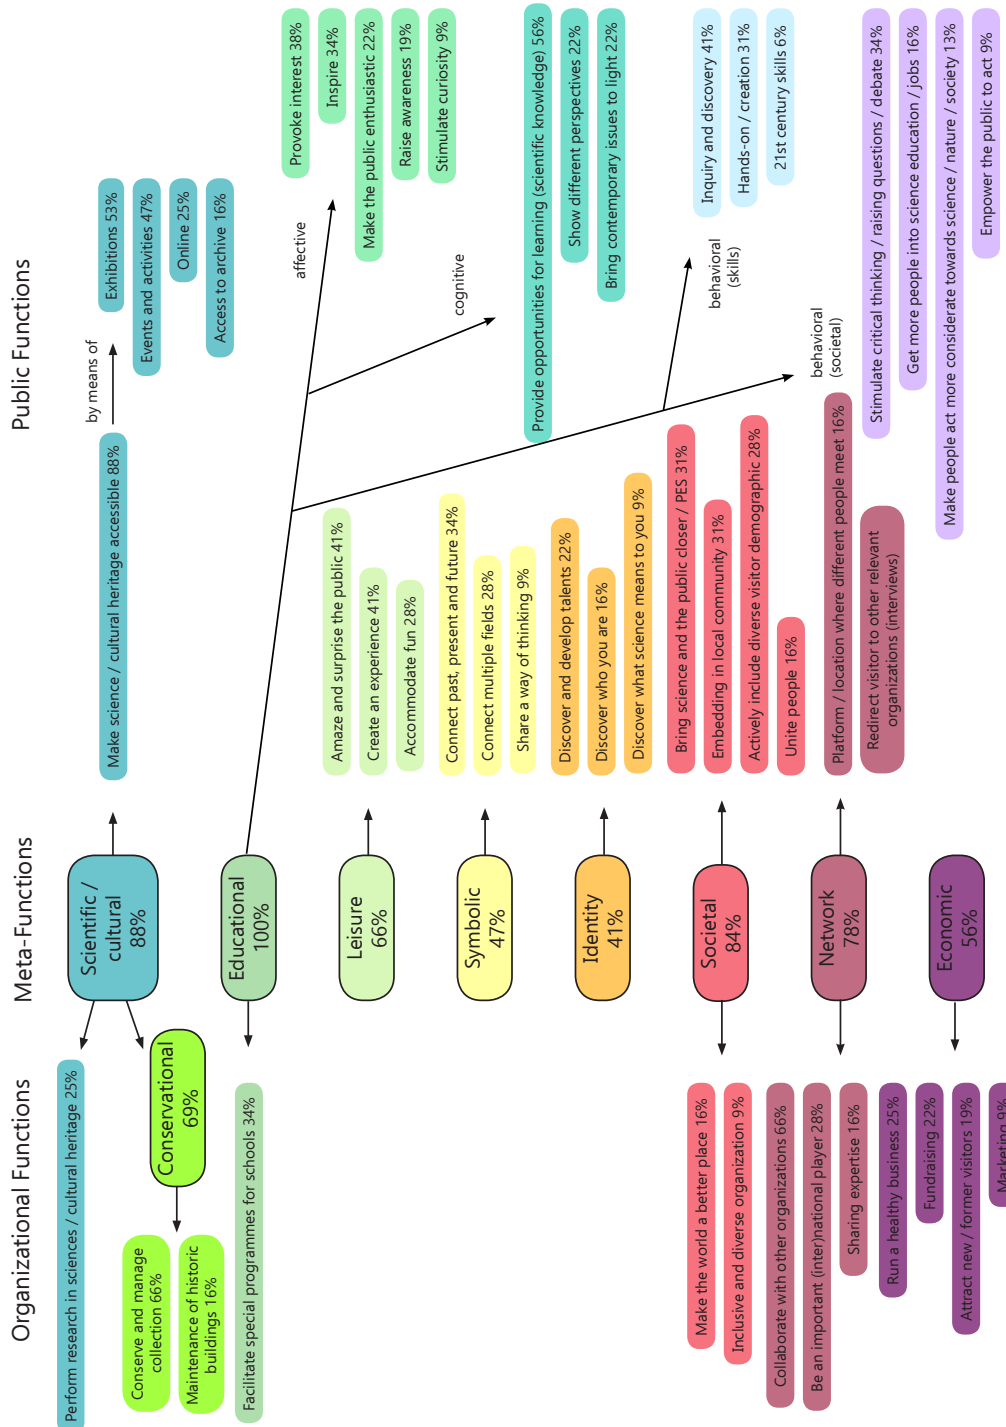 Organizational Functions
Meta-Functions
Public Functions
Perform research in sciences / cultural heritage 25%
Conservational
69%
Conserve and manage
collection 66%
Maintenance of historic
buildings 16%
Facilitate special programmes for schools 34%
Make the world a better place 16%
Inclusive and diverse organization 9%
Collaborate with other organizations 66%
Be an important (inter)national player 28%
Sharing expertise 16%
Run a healthy business 25%
Fundraising 22%
Attract new / former visitors 19%
Marketing 9%
Scientific /
cultural
88%
Educational
100%
Leisure
66%
Symbolic
47%
Identity
41%
Societal
84%
Network
78%
Economic
56%
Make science / cultural heritage accessible 88%
by means of
Exhibitions 53%
Events and activities 47%
Online 25%
Access to archive 16%
affective
Provoke interest 38%
Inspire 34%
Make the public enthusiastic 22%
Raise awareness 19%
Stimulate curiosity 9%
cognitive
Provide opportunities for learning (scientific knowledge) 56%
Show different perspectives 22%
Bring contemporary issues to light 22%
behavioral
(skills)
Inquiry and discovery 41%
Hands-on / creation 31%
21st century skills 6%
behavioral
(societal)
Stimulate critical thinking / raising questions / debate 34%
Get more people into science education / jobs 16%
Make people act more considerate towards science / nature / society 13%
Empower the public to act 9%
Amaze and surprise the public 41%
Create an experience 41%
Accommodate fun 28%
Connect past, present and future 34%
Connect multiple fields 28%
Share a way of thinking 9%
Discover and develop talents 22%
Discover who you are 16%
Discover what science means to you 9%
Bring science and the public closer / PES 31%
Embedding in local community 31%
Actively include diverse visitor demographic 28%
Unite people 16%
Platform / location where different people meet 16%
Redirect visitor to other relevant
organizations (interviews)